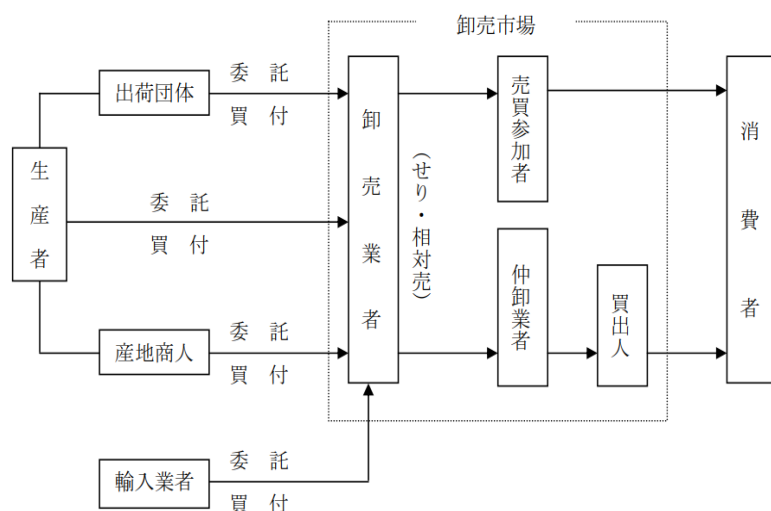 卸売市場
出荷団体
委託
買付
生産者
委託
買付
産地商人
委託
買付
輸入業者
委託
買付
卸売業者
（せり・相対売）
売買参加者
仲卸業者
買出人
消費者